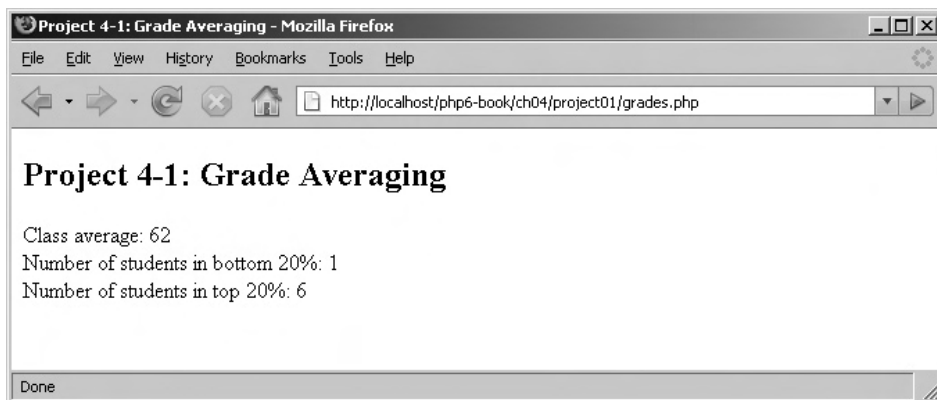 Project 4-1: Grade Averaging - Mozilla Firefox
File Edit View History Bookmarks Tools Help
http://localhost/php6-book/ch04/project01/grades.php
Project 4-1: Grade Averaging
Class average: 62
Number of students in bottom 20%: 1
Number of students in top 20%: 6
Done